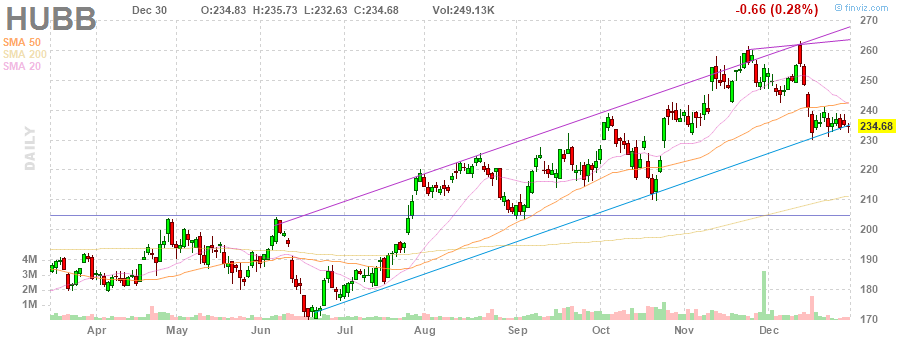 HUBB Dec 30 O:234.83 H:235.73 L:232.63 C:234.68 Vol:249.13K -0.66 (0.28%)
© finviz.com
SMA 50
SMA 200
SMA 20
DAILY
270
260
250
240
234.68
230
220
210
200
190
180
170
4M
3M
2M
1M
Apr May Jun Jul Aug Sep Oct Nov Dec